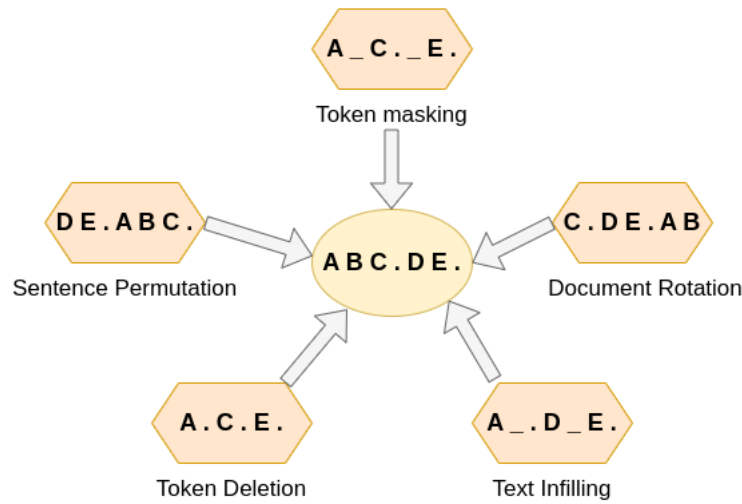 A _ C . _ E .
Token masking
D E . A B C .
C . D E . A B
Sentence Permutation
A B C . D E .
Document Rotation
A . C . E .
A _ . D _ E .
Token Deletion
Text Infilling